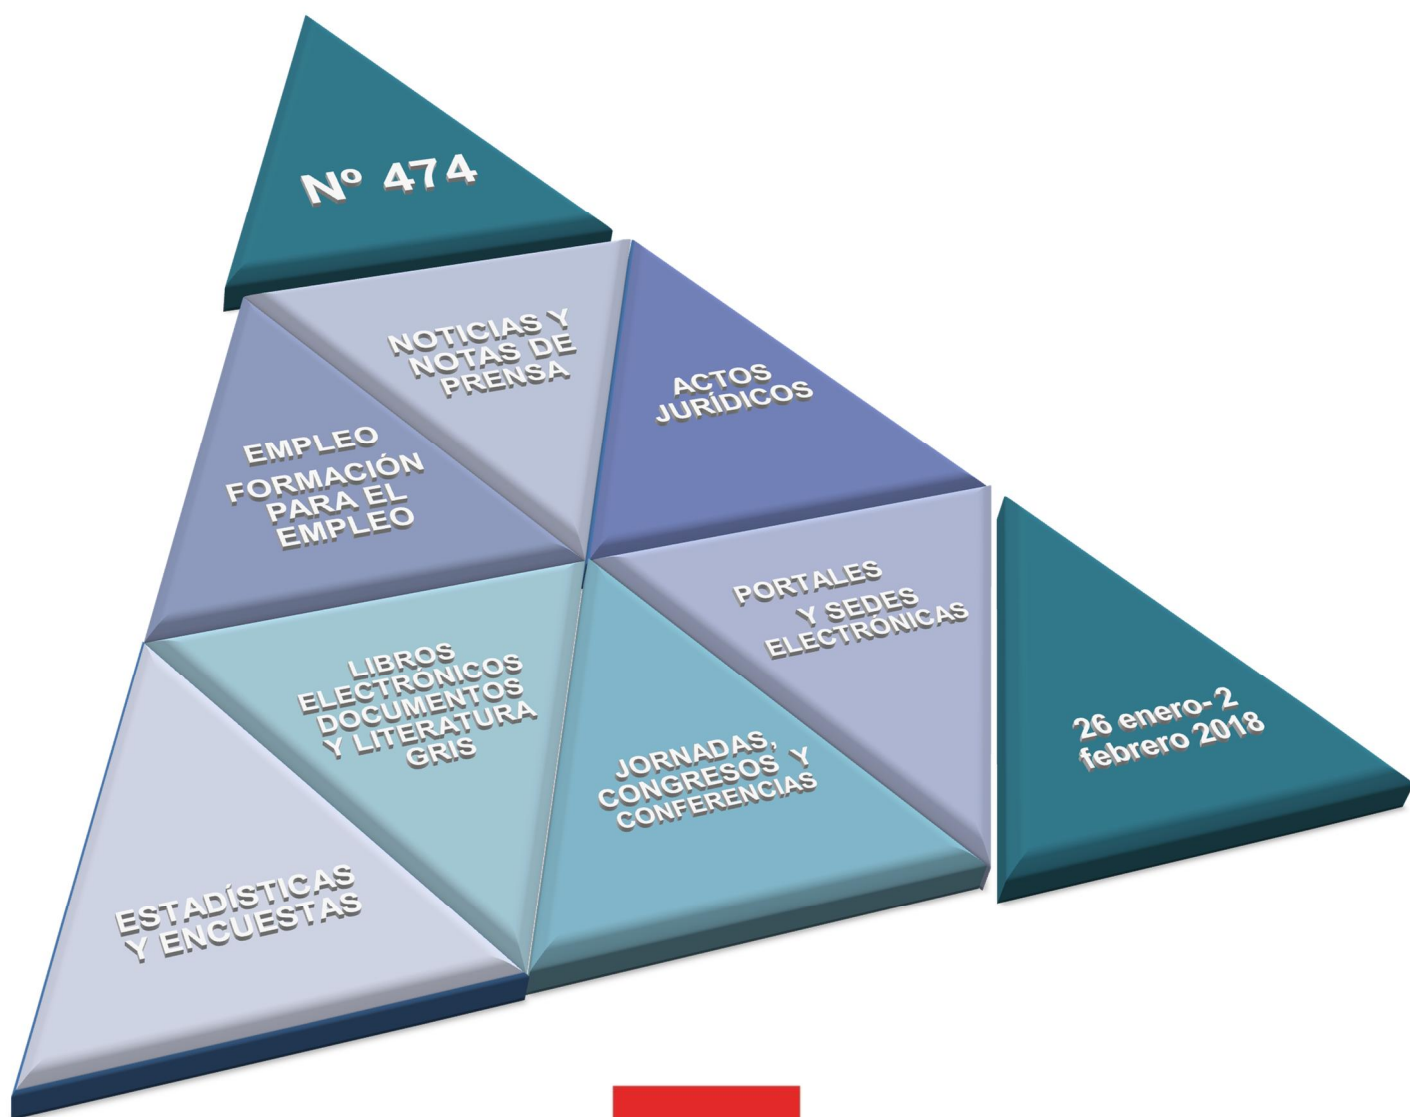 Nº 474
NOTICIAS Y
NOTAS DE
PRENSA
ACTOS
JURÍDICOS
EMPLEO
FORMACIÓN
PARA EL
EMPLEO
PORTALES
Y SEDES
ELECTRÓNICAS
LIBROS
ELECTRÓNICOS
DOCUMENTOS
Y LITERATURA
GRIS
JORNADAS,
CONGRESOS Y
CONFERENCIAS
26 enero- 2
febrero 2018
ESTADÍSTICAS
Y ENCUESTAS